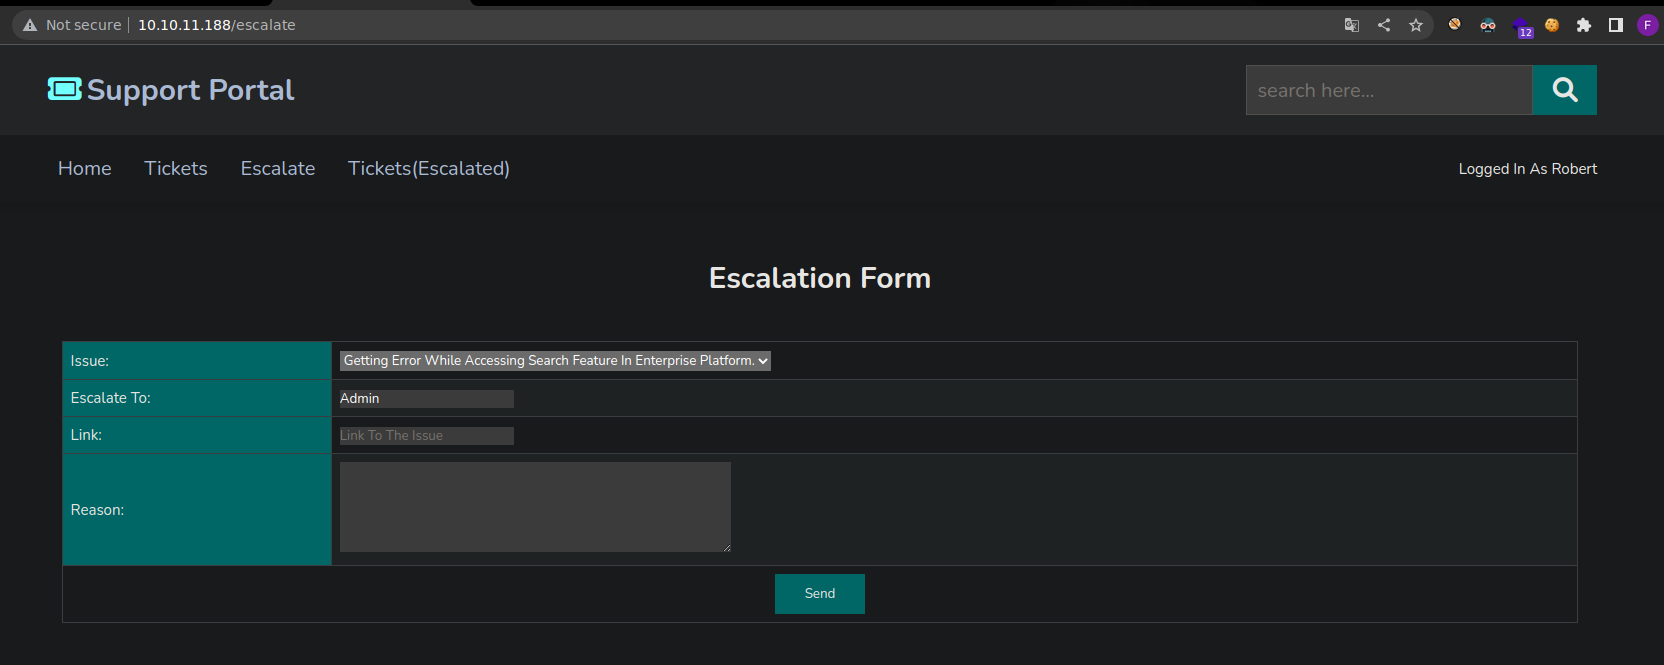 Not secure | 10.10.11.188/escalate
12
F
Support Portal
search here...
Home Tickets Escalate Tickets(Escalated)
Logged In As Robert
Escalation Form
Issue: Getting Error While Accessing Search Feature In Enterprise Platform.
Escalate To: Admin
Link: Link To The Issue
Reason:
Send